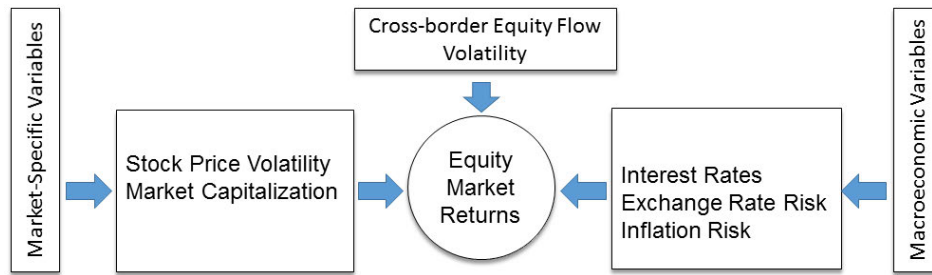 Market-Specific Variables
Cross-border Equity Flow
Volatility
Stock Price Volatility
Market Capitalization
Equity
Market
Returns
Interest Rates
Exchange Rate Risk
Inflation Risk
Macroeconomic Variables